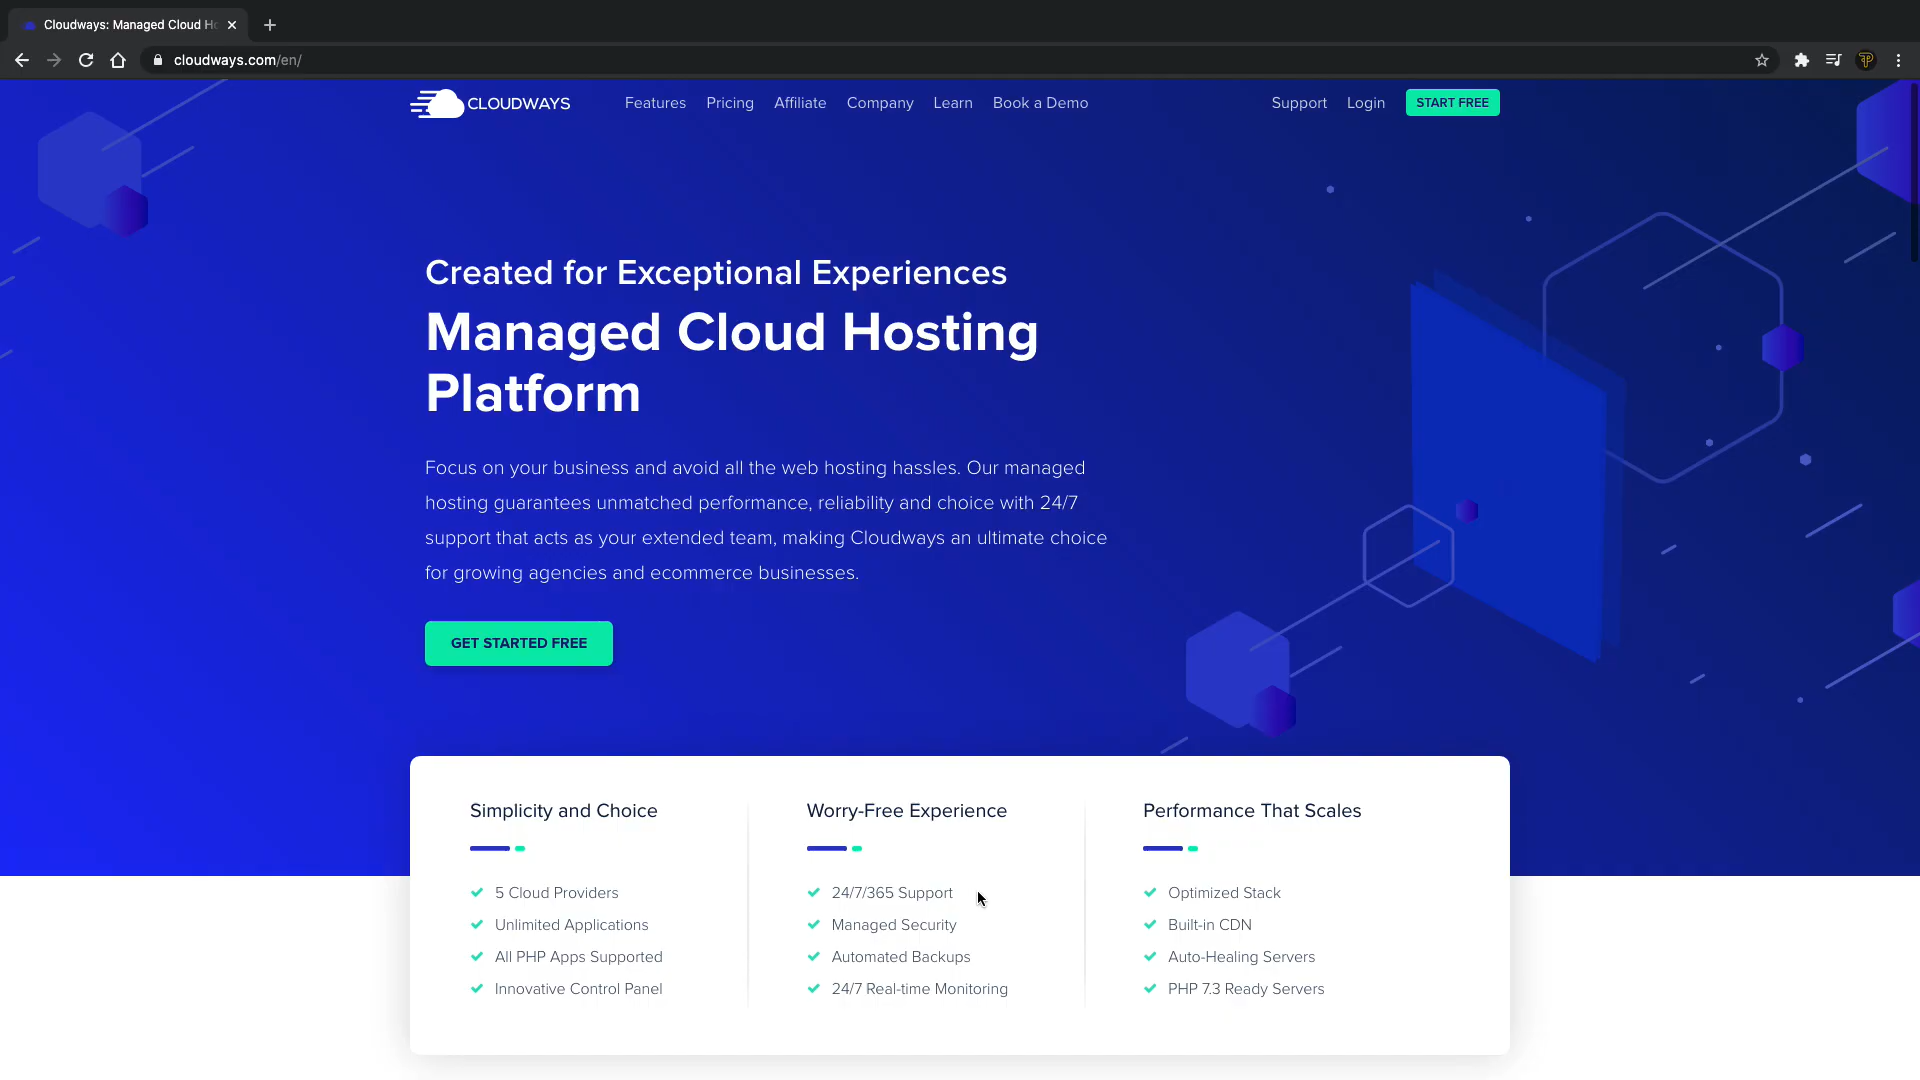 Cloudways: Managed Cloud Ho
cloudways.com/en/
CLOUDWAYS
Features Pricing Affiliate Company Learn Book a Demo
Support Login START FREE
Created for Exceptional Experiences
Managed Cloud Hosting
Platform
Focus on your business and avoid all the web hosting hassles. Our managed
hosting guarantees unmatched performance, reliability and choice with 24/7
support that acts as your extended team, making Cloudways an ultimate choice
for growing agencies and ecommerce businesses.
GET STARTED FREE
Simplicity and Choice
5 Cloud Providers
Unlimited Applications
All PHP Apps Supported
Innovative Control Panel
Worry-Free Experience
24/7/365 Support
Managed Security
Automated Backups
24/7 Real-time Monitoring
Performance That Scales
Optimized Stack
Built-in CDN
Auto-Healing Servers
PHP 7.3 Ready Servers